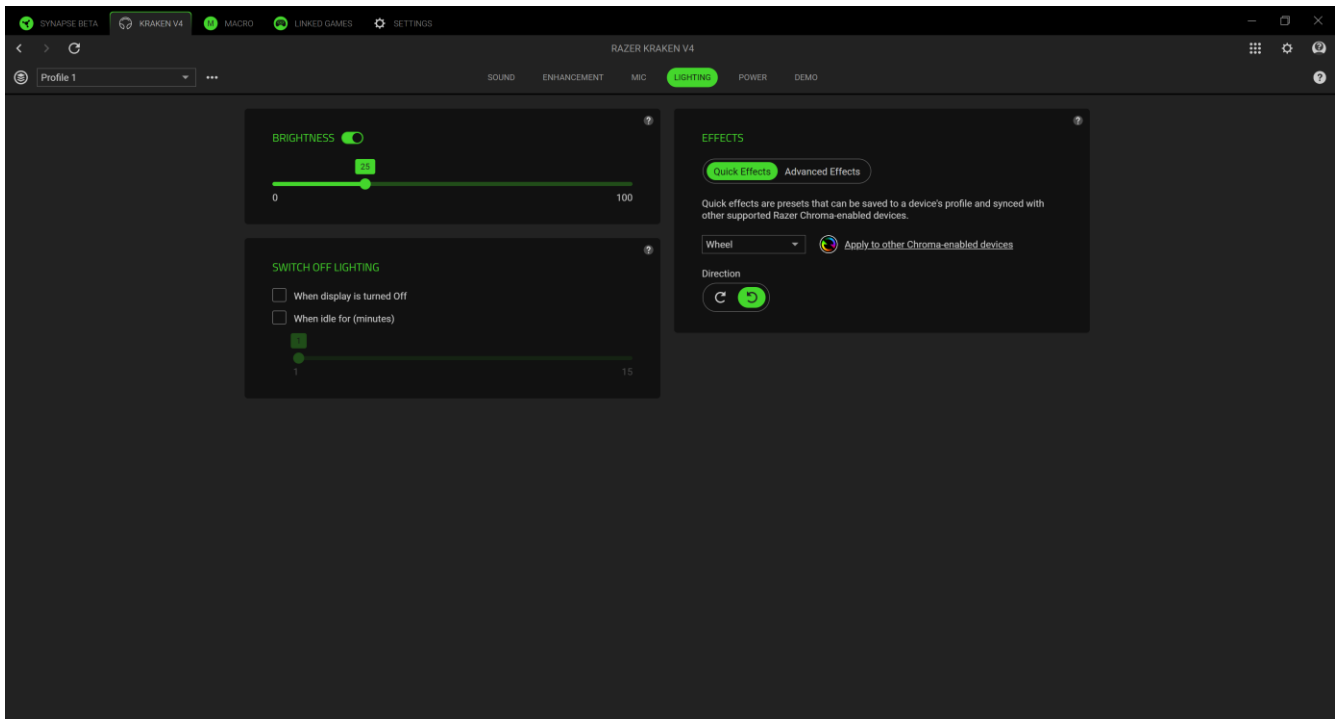 SYNAPSE BETA KRAKEN V4 M MACRO LINKED GAMES SETTINGS
RAZER KRAKEN V4
Profile 1 SOUND ENHANCEMENT MIC LIGHTING POWER DEMO
BRIGHTNESS
25
0 100
SWITCH OFF LIGHTING
When display is turned Off
When idle for (minutes)
1
1 15
EFFECTS
Quick Effects Advanced Effects
Quick effects are presets that can be saved to a device's profile and synced with
other supported Razer Chroma-enabled devices.
Wheel Apply to other Chroma-enabled devices
Direction